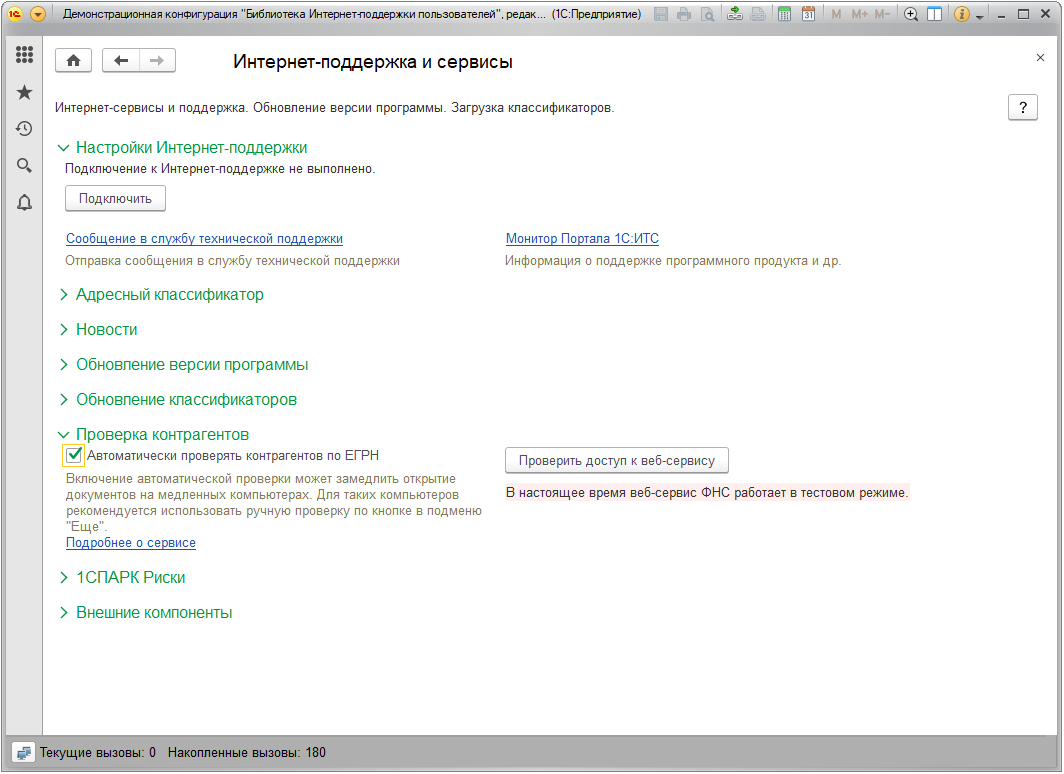 Демонстрационная конфигурация "Библиотека Интернет-поддержки пользователей", редак... (1С:Предприятие)
M M+ M-
31
Интернет-поддержка и сервисы
Интернет-сервисы и поддержка. Обновление версии программы. Загрузка классификаторов.
?
Настройки Интернет-поддержки
Подключение к Интернет-поддержке не выполнено.
Подключить
Сообщение в службу технической поддержки
Отправка сообщения в службу технической поддержки
Монитор Портала 1С:ИТС
Информация о поддержке программного продукта и др.
Адресный классификатор
Новости
Обновление версии программы
Обновление классификаторов
Проверка контрагентов
Автоматически проверять контрагентов по ЕГРН
Включение автоматической проверки может замедлить открытие
документов на медленных компьютерах. Для таких компьютеров
рекомендуется использовать ручную проверку по кнопке в подменю
"Еще".
Подробнее о сервисе
Проверить доступ к веб-сервису
В настоящее время веб-сервис ФНС работает в тестовом режиме.
1СПАРК Риски
Внешние компоненты
Текущие вызовы: 0 Накопленные вызовы: 180